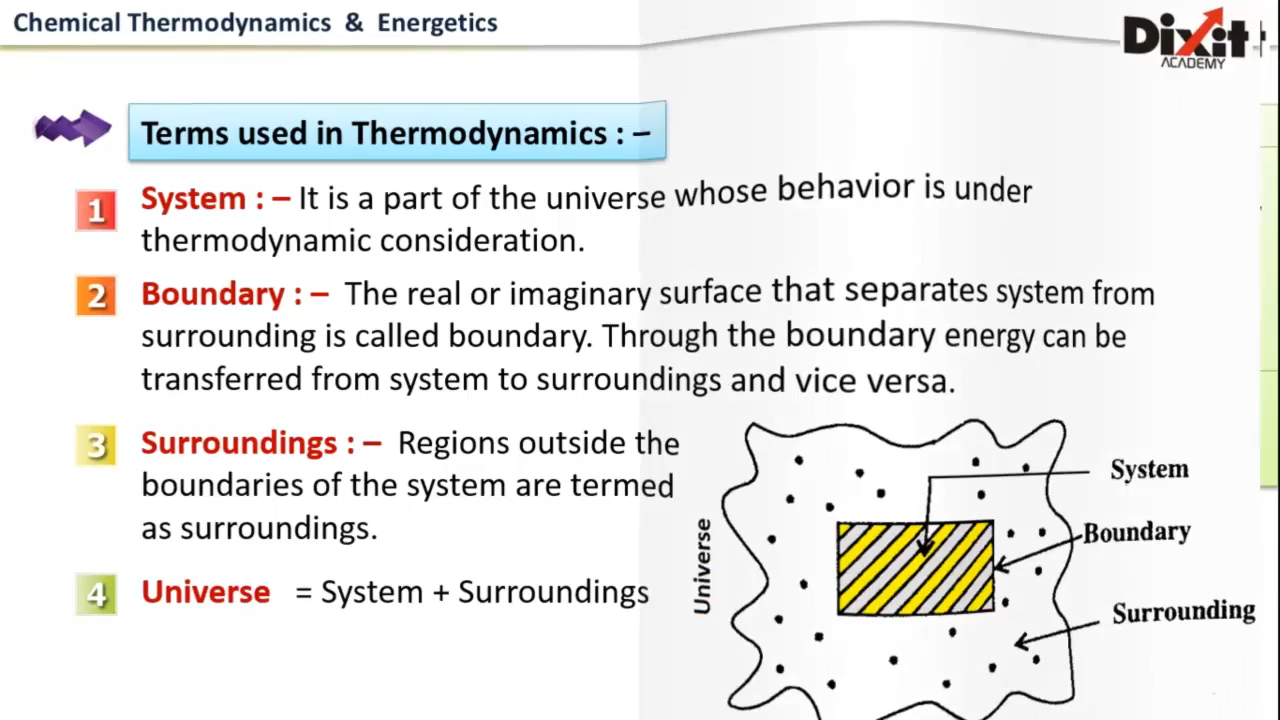 Chemical Thermodynamics & Energetics
Dixit
ACADEMY
Terms used in Thermodynamics : –
1 System : – It is a part of the universe whose behavior is under
thermodynamic consideration.
2 Boundary : – The real or imaginary surface that separates system from
surrounding is called boundary. Through the boundary energy can be
transferred from system to surroundings and vice versa.
3 Surroundings : – Regions outside the
boundaries of the system are termed
as surroundings.
4 Universe = System + Surroundings
Universe
System
Boundary
Surrounding